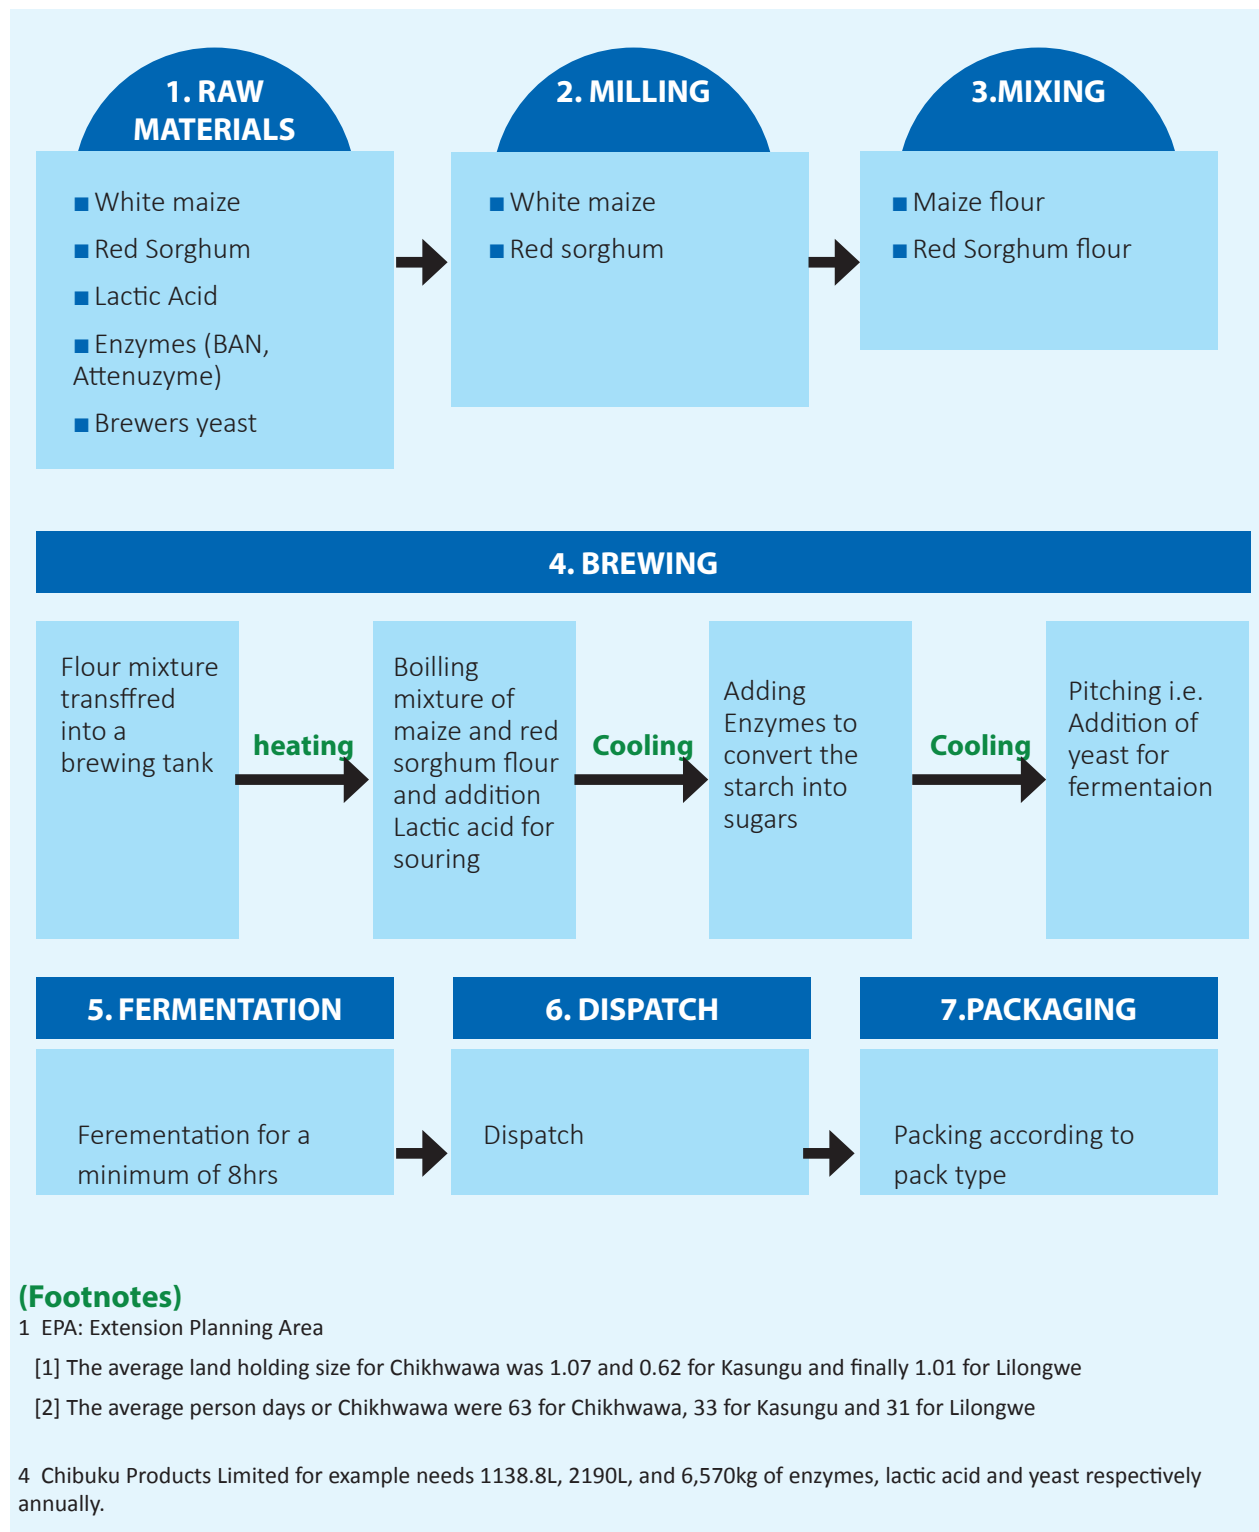 1. RAW
MATERIALS
■ White maize
■ Red Sorghum
■ Lactic Acid
■ Enzymes (BAN,
Attenuzyme)
■ Brewers yeast
2. MILLING
■ White maize
■ Red sorghum
3.MIXING
■ Maize flour
■ Red Sorghum flour
4. BREWING
Flour mixture
transffred
into a
brewing tank
heating
Boilling
mixture of
maize and red
sorghum flour
and addition
Lactic acid for
souring
Cooling
Adding
Enzymes to
convert the
starch into
sugars
Cooling
Pitching i.e.
Addition of
yeast for
fermentaion
5. FERMENTATION
Ferementation for a
minimum of 8hrs
6. DISPATCH
Dispatch
7.PACKAGING
Packing according to
pack type
(Footnotes)
1 EPA: Extension Planning Area
[1] The average land holding size for Chikhwawa was 1.07 and 0.62 for Kasungu and finally 1.01 for Lilongwe
[2] The average person days or Chikhwawa were 63 for Chikhwawa, 33 for Kasungu and 31 for Lilongwe
4 Chibuku Products Limited for example needs 1138.8L, 2190L, and 6,570kg of enzymes, lactic acid and yeast respectively
annually.